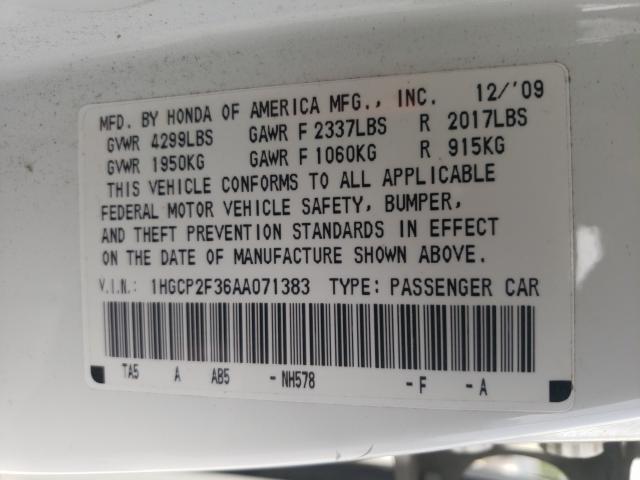 MFD. BY HONDA OF AMERICA MFG., INC. 12/'09
GVWR 4299LBS GAWR F 2337LBS R 2017LBS
GVWR 1950KG GAWR F 1060KG R 915KG
THIS VEHICLE CONFORMS TO ALL APPLICABLE
FEDERAL MOTOR VEHICLE SAFETY, BUMPER,
AND THEFT PREVENTION STANDARDS IN EFFECT
ON THE DATE OF MANUFACTURE SHOWN ABOVE.
V.I.N.: 1HGCP2F36AA071383 TYPE: PASSENGER CAR
TA5 A AB5 -NH578 -F -A